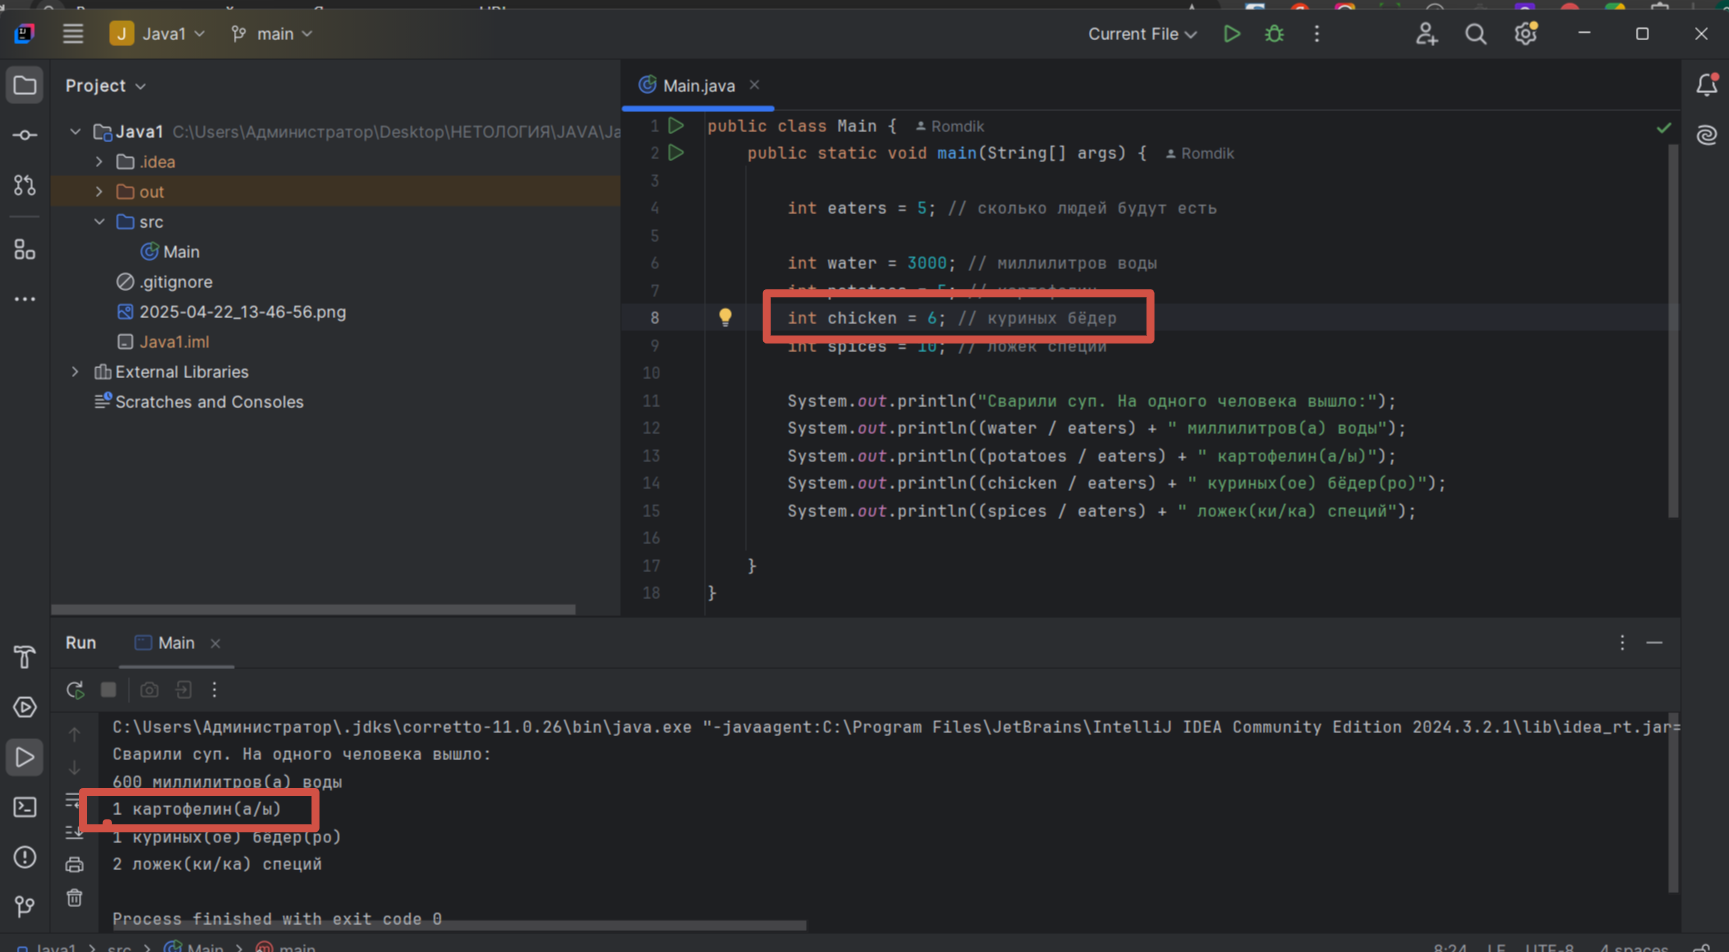 J Java1 main Current File
Project
Main.java
Java1 C:\Users\Администратор\Desktop\НЕТОЛОГИЯ\JAVA\Ja
.idea
out
src
Main
.gitignore
2025-04-22_13-46-56.png
Java1.iml
External Libraries
Scratches and Consoles
1 public class Main { Romdik
2 public static void main(String[] args) { Romdik
3
4 int eaters = 5; // сколько людей будут есть
5
6 int water = 3000; // миллилитров воды
7 int potatoes = 5; // картофелин
8 int chicken = 6; // куриных бёдер
9 int spices = 10; // ложек специй
10
11 System.out.println("Сварили суп. На одного человека вышло:");
12 System.out.println((water / eaters) + " миллилитров(а) воды");
13 System.out.println((potatoes / eaters) + " картофелин(а/ы)");
14 System.out.println((chicken / eaters) + " куриных(ое) бёдер(ро)");
15 System.out.println((spices / eaters) + " ложек(ки/ка) специй");
16
17 }
18 }
Run Main
C:\Users\Администратор\.jdks\corretto-11.0.26\bin\java.exe "-javaagent:C:\Program Files\JetBrains\IntelliJ IDEA Community Edition 2024.3.2.1\lib\idea_rt.jar=
Сварили суп. На одного человека вышло:
600 миллилитров(а) воды
1 картофелин(а/ы)
1 куриных(ое) бёдер(ро)
2 ложек(ки/ка) специй
Process finished with exit code 0
Java1 > src > Main > main 8:24 LF UTF-8 4 spaces